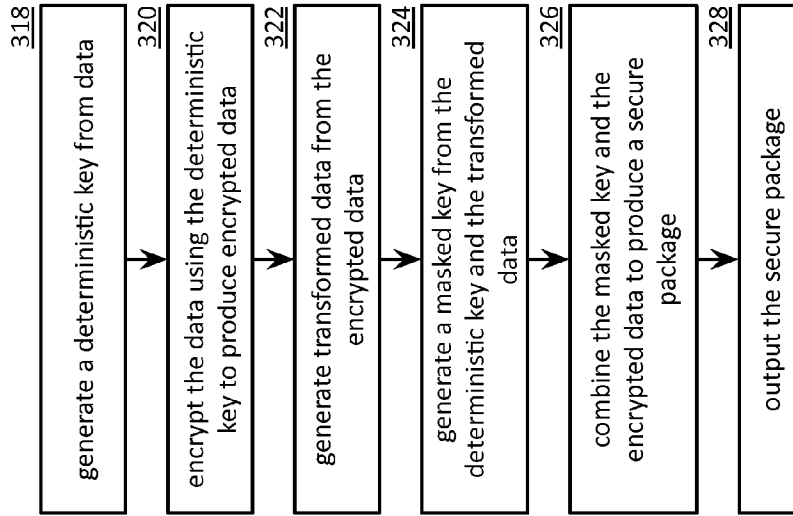 318
generate a deterministic key from data
320
encrypt the data using the deterministic
key to produce encrypted data
322
generate transformed data from the
encrypted data
324
generate a masked key from the
deterministic key and the transformed
data
326
combine the masked key and the
encrypted data to produce a secure
package
328
output the secure package